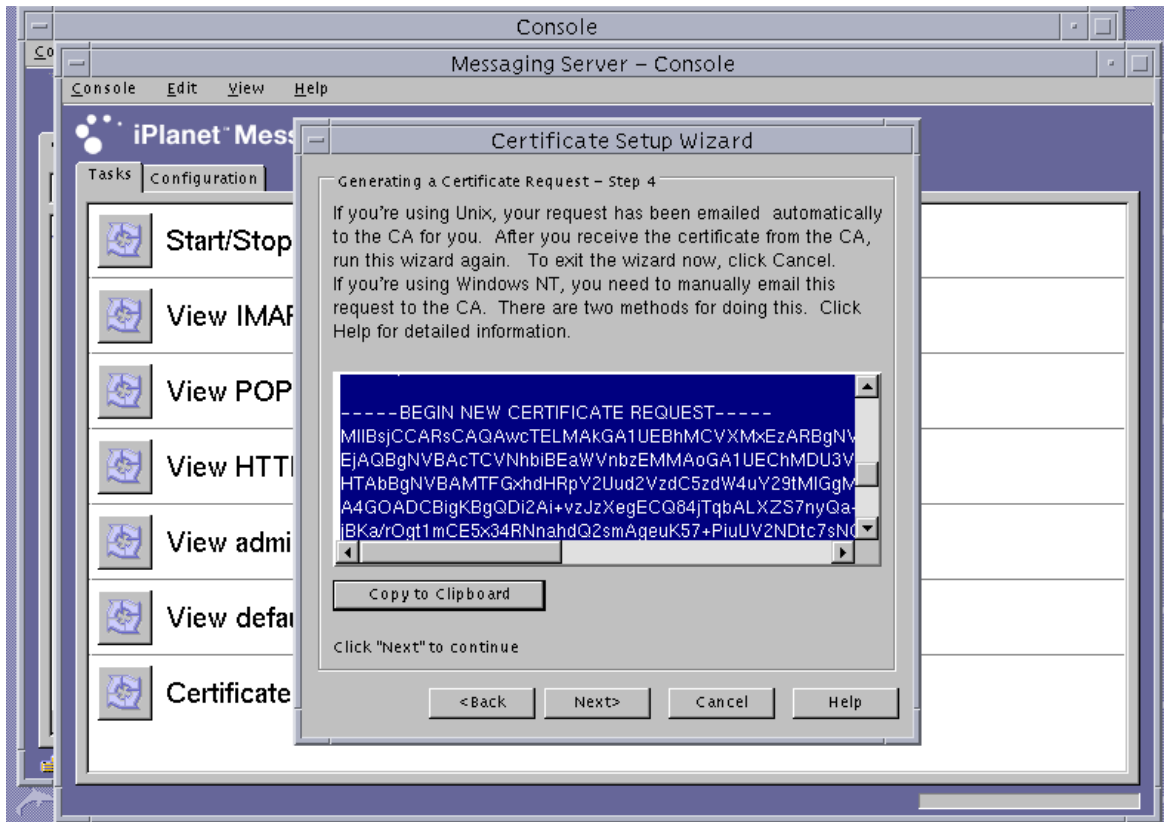 Console
Co
Messaging Server – Console
Console Edit View Help
iPlanet™ Mess
Tasks Configuration
Start/Stop
View IMAP
View POP
View HTT
View admi
View defau
Certificate
Certificate Setup Wizard
Generating a Certificate Request – Step 4
If you're using Unix, your request has been emailed automatically
to the CA for you. After you receive the certificate from the CA,
run this wizard again. To exit the wizard now, click Cancel.
If you're using Windows NT, you need to manually email this
request to the CA. There are two methods for doing this. Click
Help for detailed information.
-----BEGIN NEW CERTIFICATE REQUEST-----
MIIBsjCCARsCAQAwcTELMAkGA1UEBhMCVXMxEzARBgNV
EjAQBgNVBAcTCVNhbiBEaWVnbzEMMAoGA1UEChMDU3V
HTAbBgNVBAMTFGxhdHRpY2Uud2VzdC5zdW4uY29tMIGgM
A4GOADCBigKBgQDi2Ai+vzJzXegECQ84jTqbALXZS7nyQa
jBKa/rOgt1mCE5x34RNnahdQ2smAgeuK57+PiuUV2NDtc7sN
Copy to Clipboard
Click "Next" to continue
<Back Next> Cancel Help